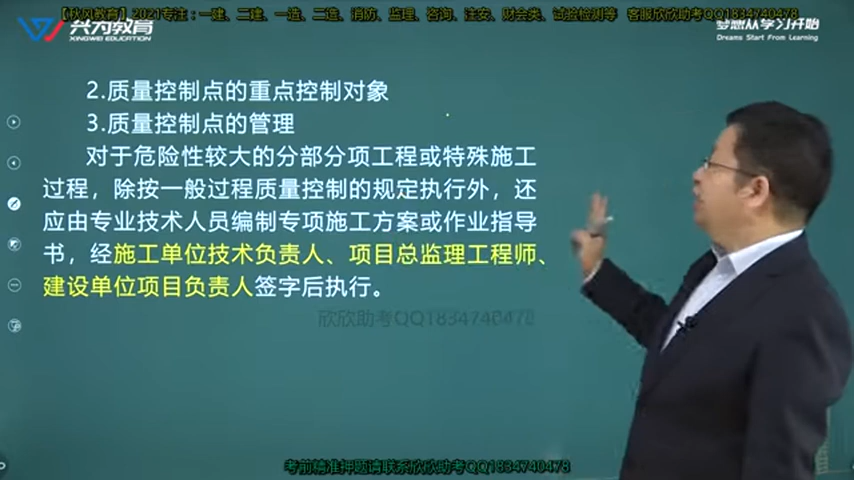 【秋风教育】2021专注：一建、二建、一造、二造、消防、监理、咨询、注安、财会类、试验检测等 客服欣欣助考QQ1834740478
兴为教育
XINGWEI EDUCATION
梦想从学习开始
Dreams Start From Learning
2.质量控制点的重点控制对象
3.质量控制点的管理
对于危险性较大的分部分项工程或特殊施工
过程，除按一般过程质量控制的规定执行外，还
应由专业技术人员编制专项施工方案或作业指导
书，经施工单位技术负责人、项目总监理工程师、
建设单位项目负责人签字后执行。
欣欣助考QQ1834740478
考前精准押题请联系欣欣助考QQ1834740478